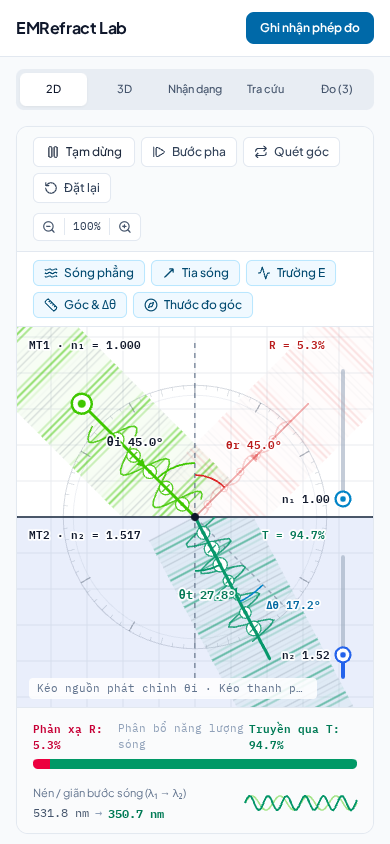 EMRefract Lab
Ghi nhận phép đo
2D
3D
Nhận dạng
Tra cứu
Đo (3)
Tạm dừng
Bước pha
Quét góc
Đặt lại
100%
Sóng phẳng
Tia sóng
Trường E
Góc & Δθ
Thước đo góc
MT1 · n₁ = 1.000
R = 5.3%
θi 45.0°
θr 45.0°
n₁ 1.00
MT2 · n₂ = 1.517
T = 94.7%
θt 27.8°
Δθ 17.2°
n₂ 1.52
Kéo nguồn phát chỉnh θi · Kéo thanh p…
Phản xạ R: 5.3%
Phân bổ năng lượng sóng
Truyền qua T: 94.7%
Nén / giãn bước sóng (λ₁ → λ₂)
531.8 nm → 350.7 nm